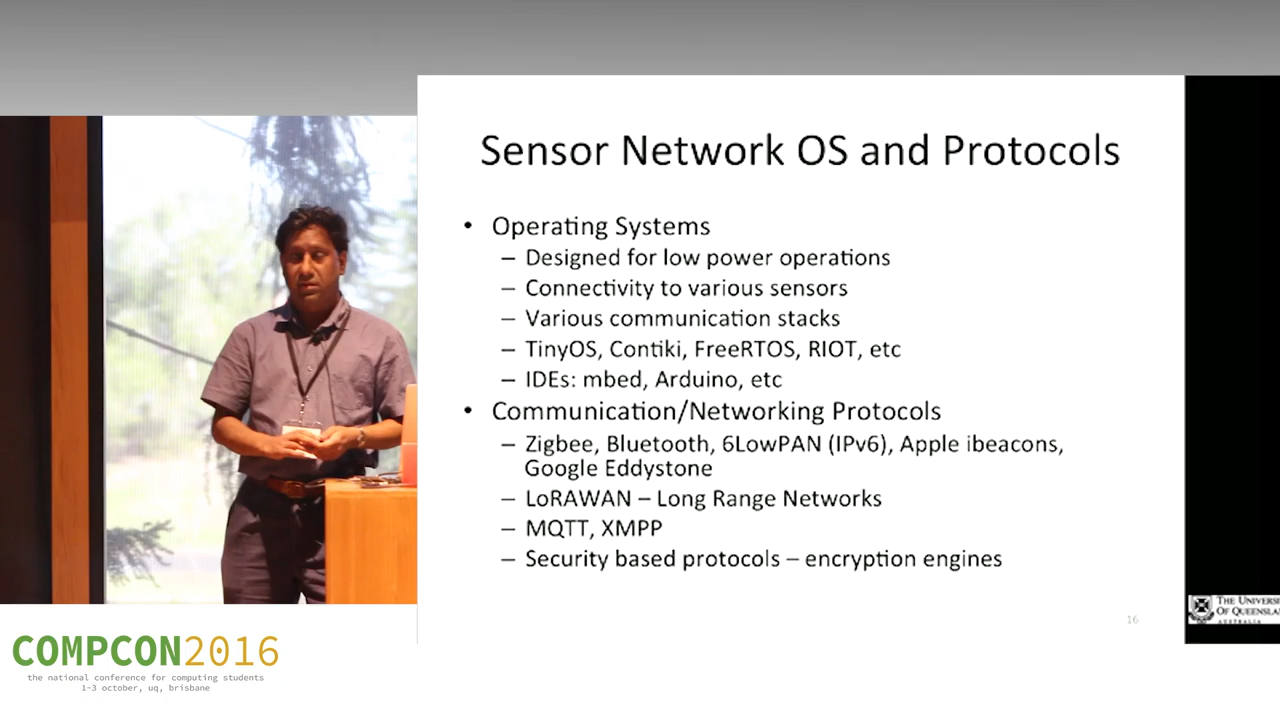 Sensor Network OS and Protocols
• Operating Systems
– Designed for low power operations
– Connectivity to various sensors
– Various communication stacks
– TinyOS, Contiki, FreeRTOS, RIOT, etc
– IDEs: mbed, Arduino, etc
• Communication/Networking Protocols
– Zigbee, Bluetooth, 6LowPAN (IPv6), Apple ibeacons,
Google Eddystone
– LoRAWAN – Long Range Networks
– MQTT, XMPP
– Security based protocols – encryption engines
16
THE UNIVERSI
OF QUEENSLAN
AUSTRALIA
COMPCON2016
the national conference for computing students
1-3 october, uq, brisbane